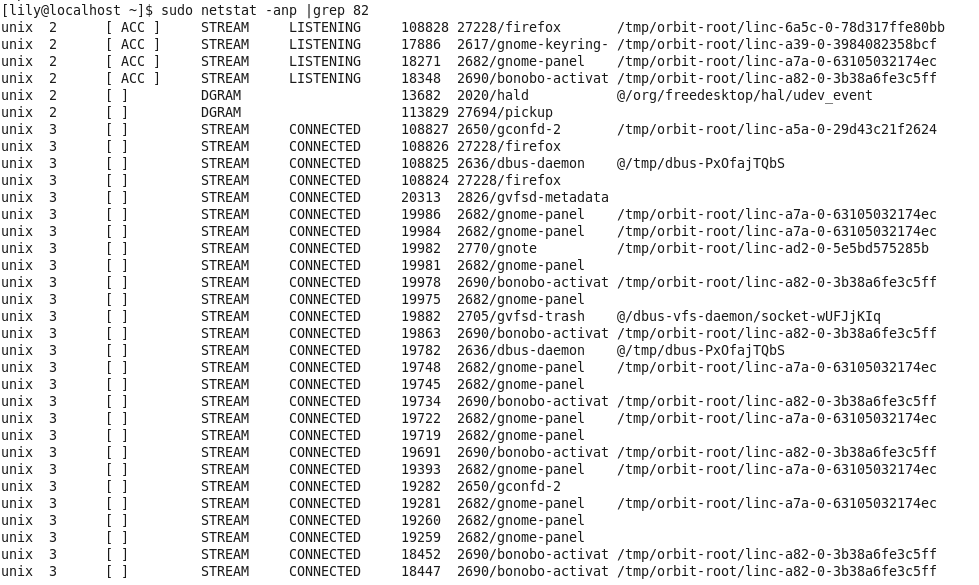 [lily@localhost ~]$ sudo netstat -anp |grep 82
unix  2      [ ACC ]     STREAM     LISTENING     108828 27228/firefox       /tmp/orbit-root/linc-6a5c-0-78d317ffe80bb
unix  2      [ ACC ]     STREAM     LISTENING     17886  2617/gnome-keyring- /tmp/orbit-root/linc-a39-0-3984082358bcf
unix  2      [ ACC ]     STREAM     LISTENING     18271  2682/gnome-panel    /tmp/orbit-root/linc-a7a-0-63105032174ec
unix  2      [ ACC ]     STREAM     LISTENING     18348  2690/bonobo-activat /tmp/orbit-root/linc-a82-0-3b38a6fe3c5ff
unix  2      [ ]         DGRAM                    13682  2020/hald           @/org/freedesktop/hal/udev_event
unix  2      [ ]         DGRAM                    113829 27694/pickup
unix  3      [ ]         STREAM     CONNECTED     108827 2650/gconfd-2       /tmp/orbit-root/linc-a5a-0-29d43c21f2624
unix  3      [ ]         STREAM     CONNECTED     108826 27228/firefox
unix  3      [ ]         STREAM     CONNECTED     108825 2636/dbus-daemon    @/tmp/dbus-PxOfajTQbS
unix  3      [ ]         STREAM     CONNECTED     108824 27228/firefox
unix  3      [ ]         STREAM     CONNECTED     20313  2826/gvfsd-metadata
unix  3      [ ]         STREAM     CONNECTED     19986  2682/gnome-panel    /tmp/orbit-root/linc-a7a-0-63105032174ec
unix  3      [ ]         STREAM     CONNECTED     19984  2682/gnome-panel    /tmp/orbit-root/linc-a7a-0-63105032174ec
unix  3      [ ]         STREAM     CONNECTED     19982  2770/gnote          /tmp/orbit-root/linc-ad2-0-5e5bd575285b
unix  3      [ ]         STREAM     CONNECTED     19981  2682/gnome-panel
unix  3      [ ]         STREAM     CONNECTED     19978  2690/bonobo-activat /tmp/orbit-root/linc-a82-0-3b38a6fe3c5ff
unix  3      [ ]         STREAM     CONNECTED     19975  2682/gnome-panel
unix  3      [ ]         STREAM     CONNECTED     19882  2705/gvfsd-trash    @/dbus-vfs-daemon/socket-wUFJjKIq
unix  3      [ ]         STREAM     CONNECTED     19863  2690/bonobo-activat /tmp/orbit-root/linc-a82-0-3b38a6fe3c5ff
unix  3      [ ]         STREAM     CONNECTED     19782  2636/dbus-daemon    @/tmp/dbus-PxOfajTQbS
unix  3      [ ]         STREAM     CONNECTED     19748  2682/gnome-panel    /tmp/orbit-root/linc-a7a-0-63105032174ec
unix  3      [ ]         STREAM     CONNECTED     19745  2682/gnome-panel
unix  3      [ ]         STREAM     CONNECTED     19734  2690/bonobo-activat /tmp/orbit-root/linc-a82-0-3b38a6fe3c5ff
unix  3      [ ]         STREAM     CONNECTED     19722  2682/gnome-panel    /tmp/orbit-root/linc-a7a-0-63105032174ec
unix  3      [ ]         STREAM     CONNECTED     19719  2682/gnome-panel
unix  3      [ ]         STREAM     CONNECTED     19691  2690/bonobo-activat /tmp/orbit-root/linc-a82-0-3b38a6fe3c5ff
unix  3      [ ]         STREAM     CONNECTED     19393  2682/gnome-panel    /tmp/orbit-root/linc-a7a-0-63105032174ec
unix  3      [ ]         STREAM     CONNECTED     19282  2650/gconfd-2
unix  3      [ ]         STREAM     CONNECTED     19281  2682/gnome-panel    /tmp/orbit-root/linc-a7a-0-63105032174ec
unix  3      [ ]         STREAM     CONNECTED     19260  2682/gnome-panel
unix  3      [ ]         STREAM     CONNECTED     19259  2682/gnome-panel
unix  3      [ ]         STREAM     CONNECTED     18452  2690/bonobo-activat /tmp/orbit-root/linc-a82-0-3b38a6fe3c5ff
unix  3      [ ]         STREAM     CONNECTED     18447  2690/bonobo-activat /tmp/orbit-root/linc-a82-0-3b38a6fe3c5ff